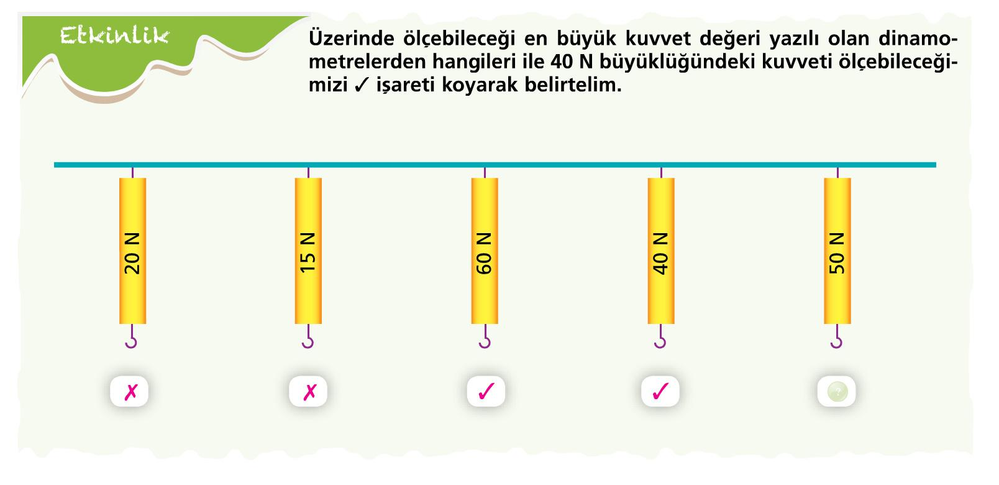 Etkinlik
Üzerinde ölçebileceği en büyük kuvvet değeri yazılı olan dinamo-
metrelerden hangileri ile 40 N büyüklüğündeki kuvveti ölçebileceği-
mizi ✓ işareti koyarak belirtelim.
20 N
15 N
60 N
40 N
50 N
✗ ✗ ✓ ✓ ?